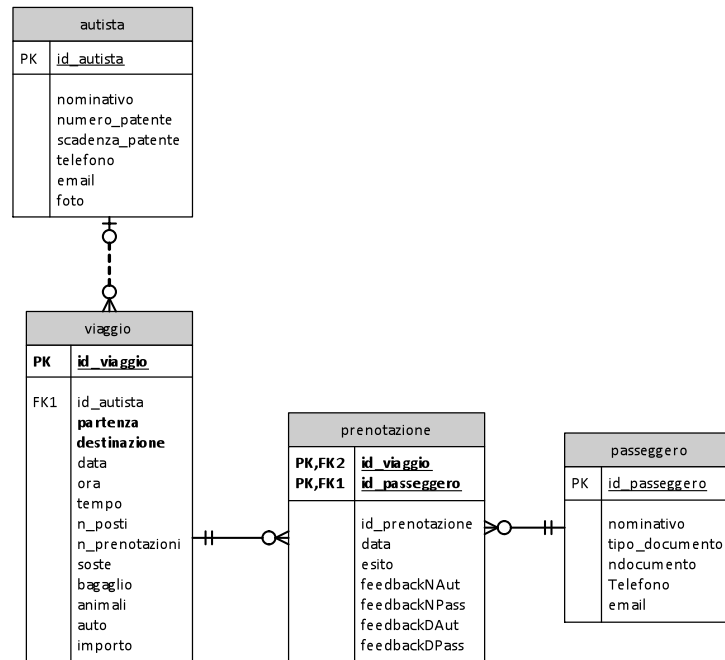 autista
PK id_autista
nominativo
numero_patente
scadenza_patente
telefono
email
foto
viaggio
PK id_viaggio
FK1 id_autista
partenza
destinazione
data
ora
tempo
n_posti
n_prenotazioni
soste
bagaglio
animali
auto
importo
prenotazione
PK,FK2 id_viaggio
PK,FK1 id_passeggero
id_prenotazione
data
esito
feedbackNAut
feedbackNPass
feedbackDAut
feedbackDPass
passeggero
PK id_passeggero
nominativo
tipo_documento
ndocumento
Telefono
email